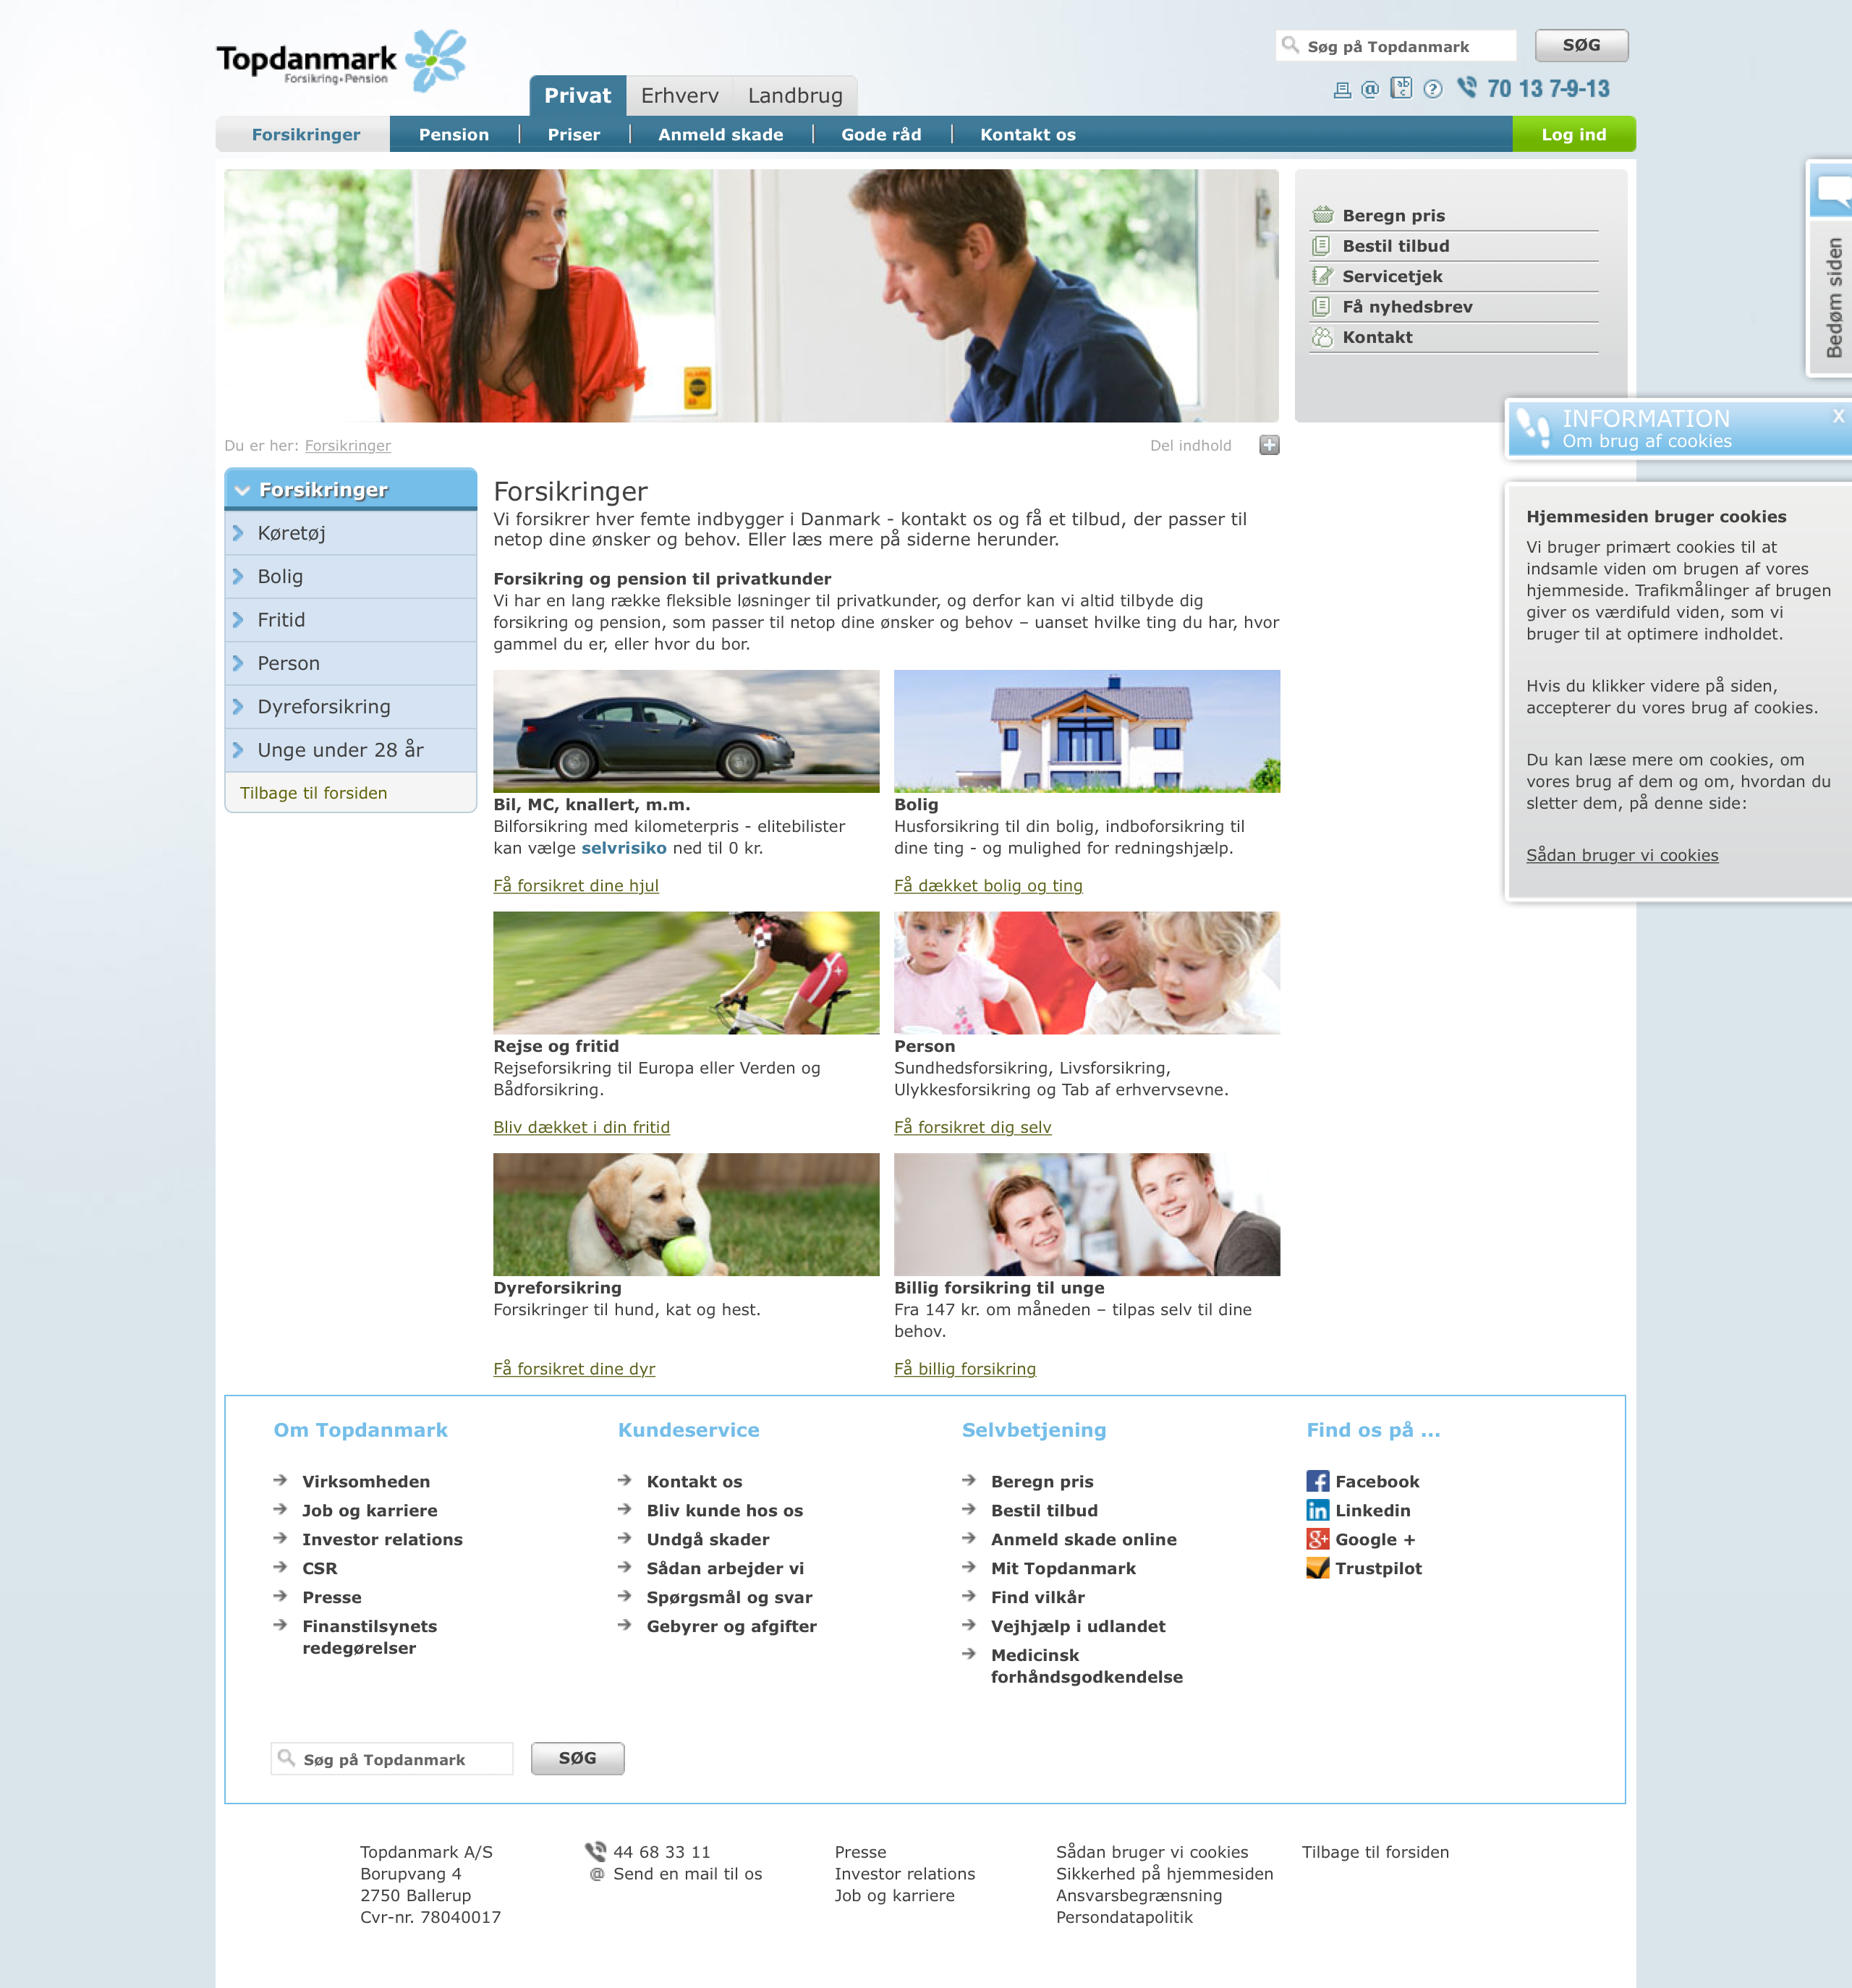 Topdanmark
Forsikring • Pension
Søg på Topdanmark
SØG
70 13 7-9-13
Privat
Erhverv
Landbrug
Forsikringer
Pension
Priser
Anmeld skade
Gode råd
Kontakt os
Log ind
Beregn pris
Bestil tilbud
Servicetjek
Få nyhedsbrev
Kontakt
Bedøm siden
INFORMATION
X
Om brug af cookies
Hjemmesiden bruger cookies
Vi bruger primært cookies til at
indsamle viden om brugen af vores
hjemmeside. Trafikmålinger af brugen
giver os værdifuld viden, som vi
bruger til at optimere indholdet.
Hvis du klikker videre på siden,
accepterer du vores brug af cookies.
Du kan læse mere om cookies, om
vores brug af dem og om, hvordan du
sletter dem, på denne side:
Sådan bruger vi cookies
Du er her: Forsikringer
Del indhold
Forsikringer
Køretøj
Bolig
Fritid
Person
Dyreforsikring
Unge under 28 år
Tilbage til forsiden
Forsikringer
Vi forsikrer hver femte indbygger i Danmark - kontakt os og få et tilbud, der passer til
netop dine ønsker og behov. Eller læs mere på siderne herunder.
Forsikring og pension til privatkunder
Vi har en lang række fleksible løsninger til privatkunder, og derfor kan vi altid tilbyde dig
forsikring og pension, som passer til netop dine ønsker og behov – uanset hvilke ting du har, hvor
gammel du er, eller hvor du bor.
Bil, MC, knallert, m.m.
Bilforsikring med kilometerpris - elitebilister
kan vælge selvrisiko ned til 0 kr.
Få forsikret dine hjul
Bolig
Husforsikring til din bolig, indboforsikring til
dine ting - og mulighed for redningshjælp.
Få dækket bolig og ting
Rejse og fritid
Rejseforsikring til Europa eller Verden og
Bådforsikring.
Bliv dækket i din fritid
Person
Sundhedsforsikring, Livsforsikring,
Ulykkesforsikring og Tab af erhvervsevne.
Få forsikret dig selv
Dyreforsikring
Forsikringer til hund, kat og hest.
Få forsikret dine dyr
Billig forsikring til unge
Fra 147 kr. om måneden – tilpas selv til dine
behov.
Få billig forsikring
Om Topdanmark
Virksomheden
Job og karriere
Investor relations
CSR
Presse
Finanstilsynets
redegørelser
Kundeservice
Kontakt os
Bliv kunde hos os
Undgå skader
Sådan arbejder vi
Spørgsmål og svar
Gebyrer og afgifter
Selvbetjening
Beregn pris
Bestil tilbud
Anmeld skade online
Mit Topdanmark
Find vilkår
Vejhjælp i udlandet
Medicinsk
forhåndsgodkendelse
Find os på ...
Facebook
Linkedin
Google +
Trustpilot
Søg på Topdanmark
SØG
Topdanmark A/S
Borupvang 4
2750 Ballerup
Cvr-nr. 78040017
44 68 33 11
@ Send en mail til os
Presse
Investor relations
Job og karriere
Sådan bruger vi cookies
Sikkerhed på hjemmesiden
Ansvarsbegrænsning
Persondatapolitik
Tilbage til forsiden